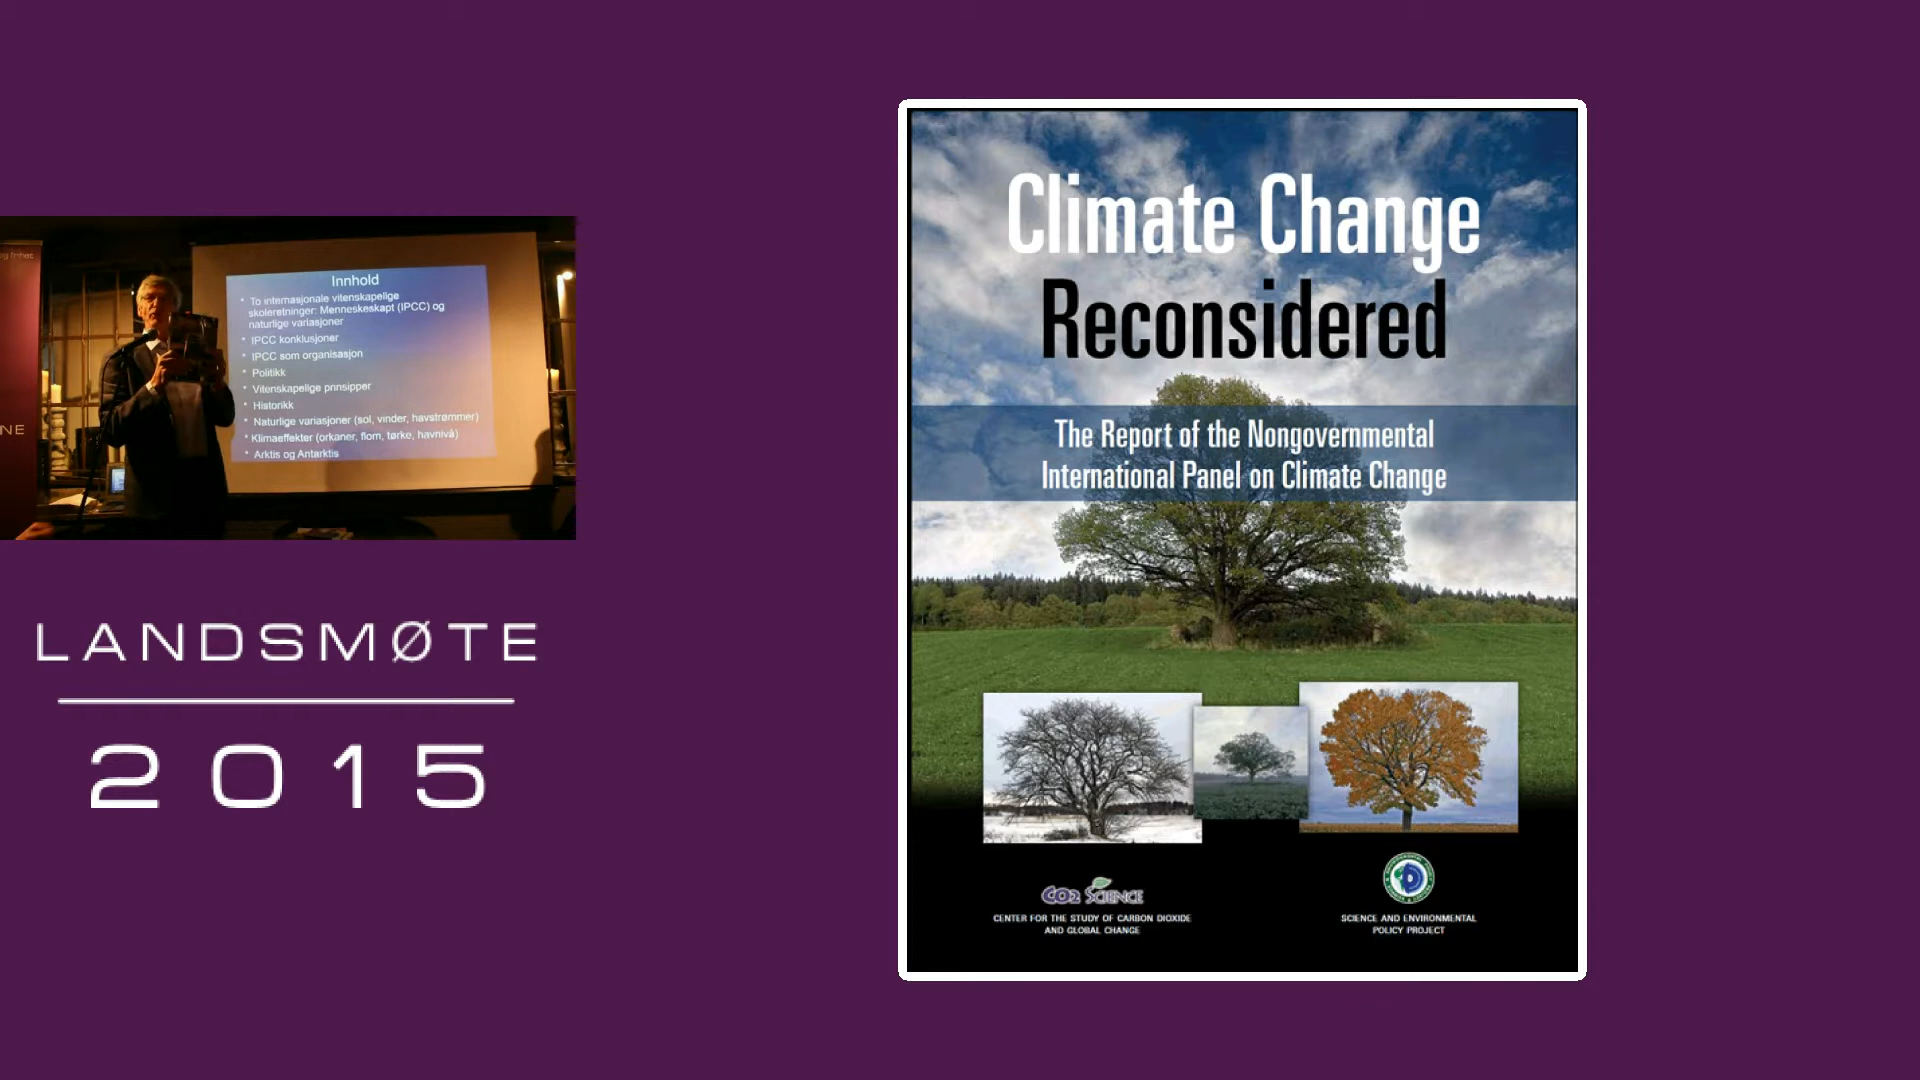 og frihet
NE
Innhold
• To internasjonale vitenskapelige
skoleretninger: Menneskeskapt (IPCC) og
naturlige variasjoner
• IPCC konklusjoner
• IPCC som organisasjon
• Politikk
• Vitenskapelige prinsipper
• Historikk
• Naturlige variasjoner (sol, vinder, havstrømmer)
• Klimaeffekter (orkaner, flom, tørke, havnivå)
• Arktis og Antarktis
LANDSMØTE
2015
Climate Change
Reconsidered
The Report of the Nongovernmental
International Panel on Climate Change
CO2 SCIENCE
CENTER FOR THE STUDY OF CARBON DIOXIDE
AND GLOBAL CHANGE
SCIENCE AND ENVIRONMENTAL
POLICY PROJECT